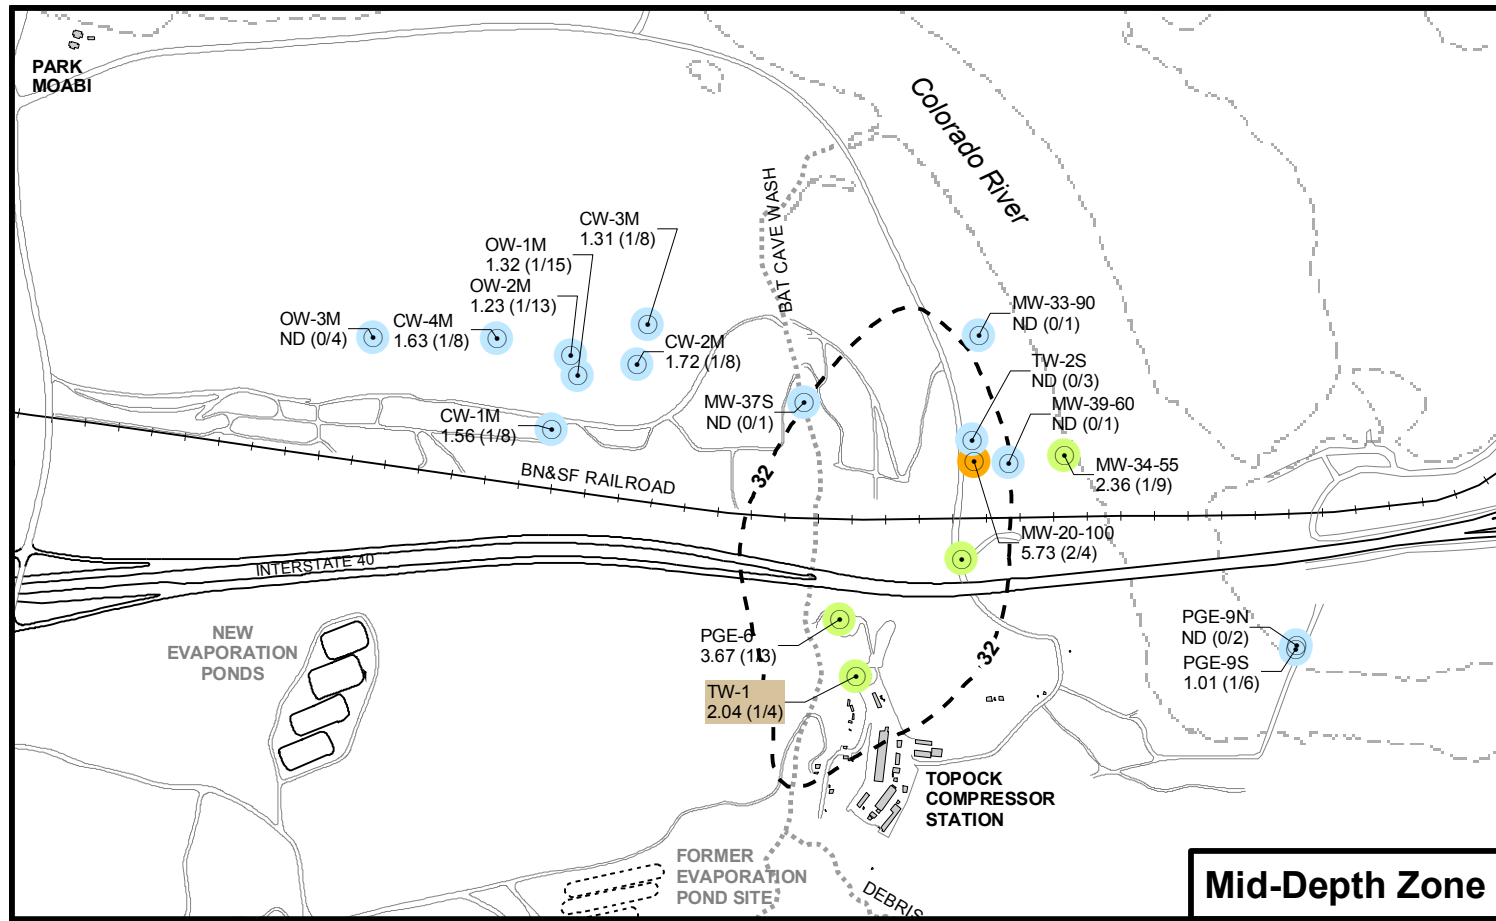 PARK
MOABI
Colorado River
BAT CAVE WASH
CW-3M
1.31 (1/8)
OW-1M
1.32 (1/15)
OW-2M
1.23 (1/13)
OW-3M
ND (0/4)
CW-4M
1.63 (1/8)
CW-2M
1.72 (1/8)
MW-33-90
ND (0/1)
TW-2S
ND (0/3)
MW-37S
ND (0/1)
MW-39-60
ND (0/1)
CW-1M
1.56 (1/8)
MW-34-55
2.36 (1/9)
BN&SF RAILROAD
32
MW-20-100
5.73 (2/4)
INTERSTATE 40
NEW
EVAPORATION
PONDS
PGE-6
3.67 (1/3)
32
PGE-9N
ND (0/2)
PGE-9S
1.01 (1/6)
TW-1
2.04 (1/4)
TOPOCK
COMPRESSOR
STATION
FORMER
EVAPORATION
POND SITE
DEBRIS
Mid-Depth Zone